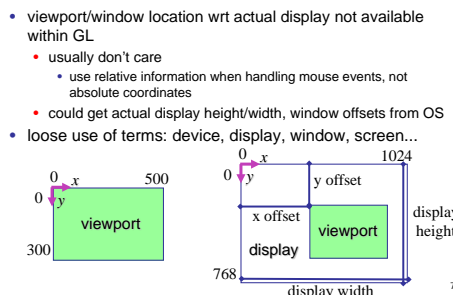 • viewport/window location wrt actual display not available
within GL
• usually don't care
• use relative information when handling mouse events, not
absolute coordinates
• could get actual display height/width, window offsets from OS
• loose use of terms: device, display, window, screen...
0 x 500
0 y
viewport
300
0 x 1024
0 y
y offset
x offset
viewport
display
display
height
768
display width